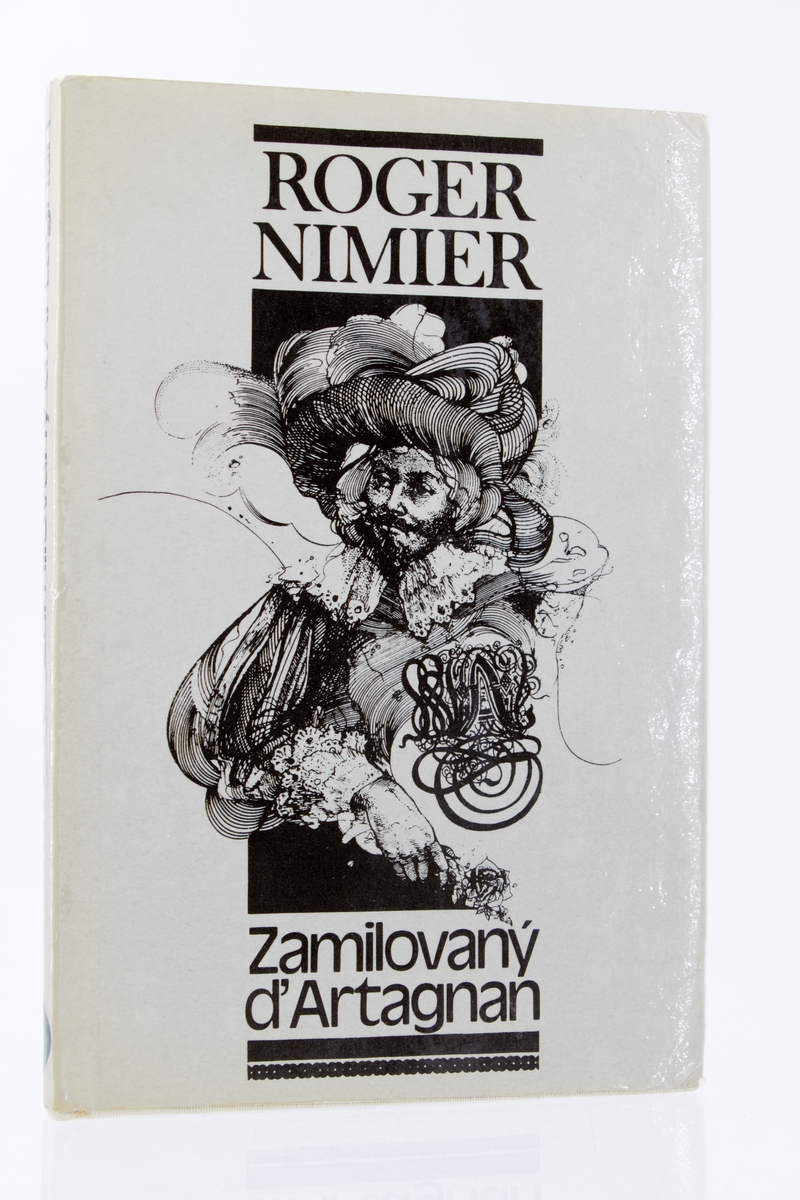 ROGER
NIMIER
Zamilovaný
d'Artagnan